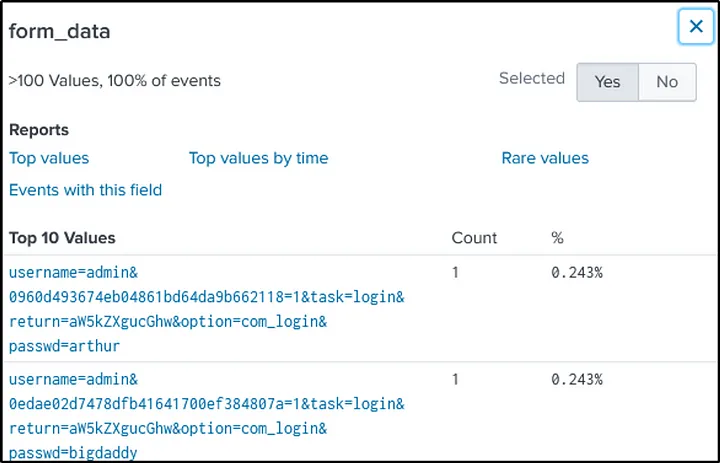 form_data
>100 Values, 100% of events
Selected Yes No
Reports
Top values Top values by time Rare values
Events with this field
Top 10 Values Count %
username=admin& 1 0.243%
0960d493674eb04861bd64da9b662118=1&task=login&
return=aW5kZXgucGhw&option=com_login&
passwd=arthur
username=admin& 1 0.243%
0edae02d7478dfb41641700ef384807a=1&task=login&
return=aW5kZXgucGhw&option=com_login&
passwd=bigdaddy